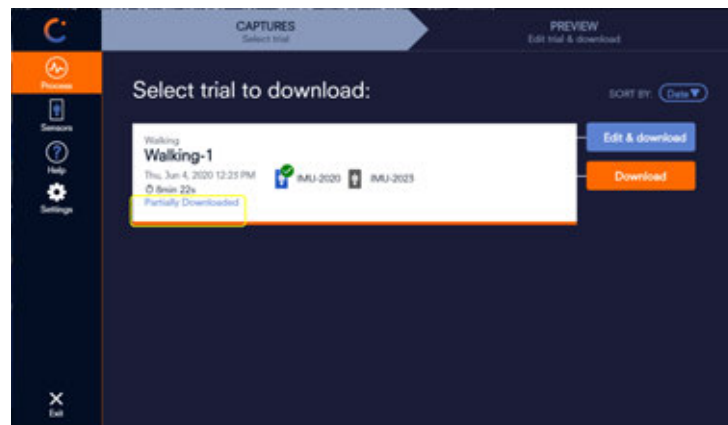 CAPTURES
Select trial
PREVIEW
Edit trial & download
Process
Sensors
Help
Settings
Exit
Select trial to download:
SORT BY: Date
Walking
Walking-1
Thu, Jun 4, 2020 12:23 PM
8min 22s
Partially Downloaded
IMU-2020
IMU-2023
Edit & download
Download